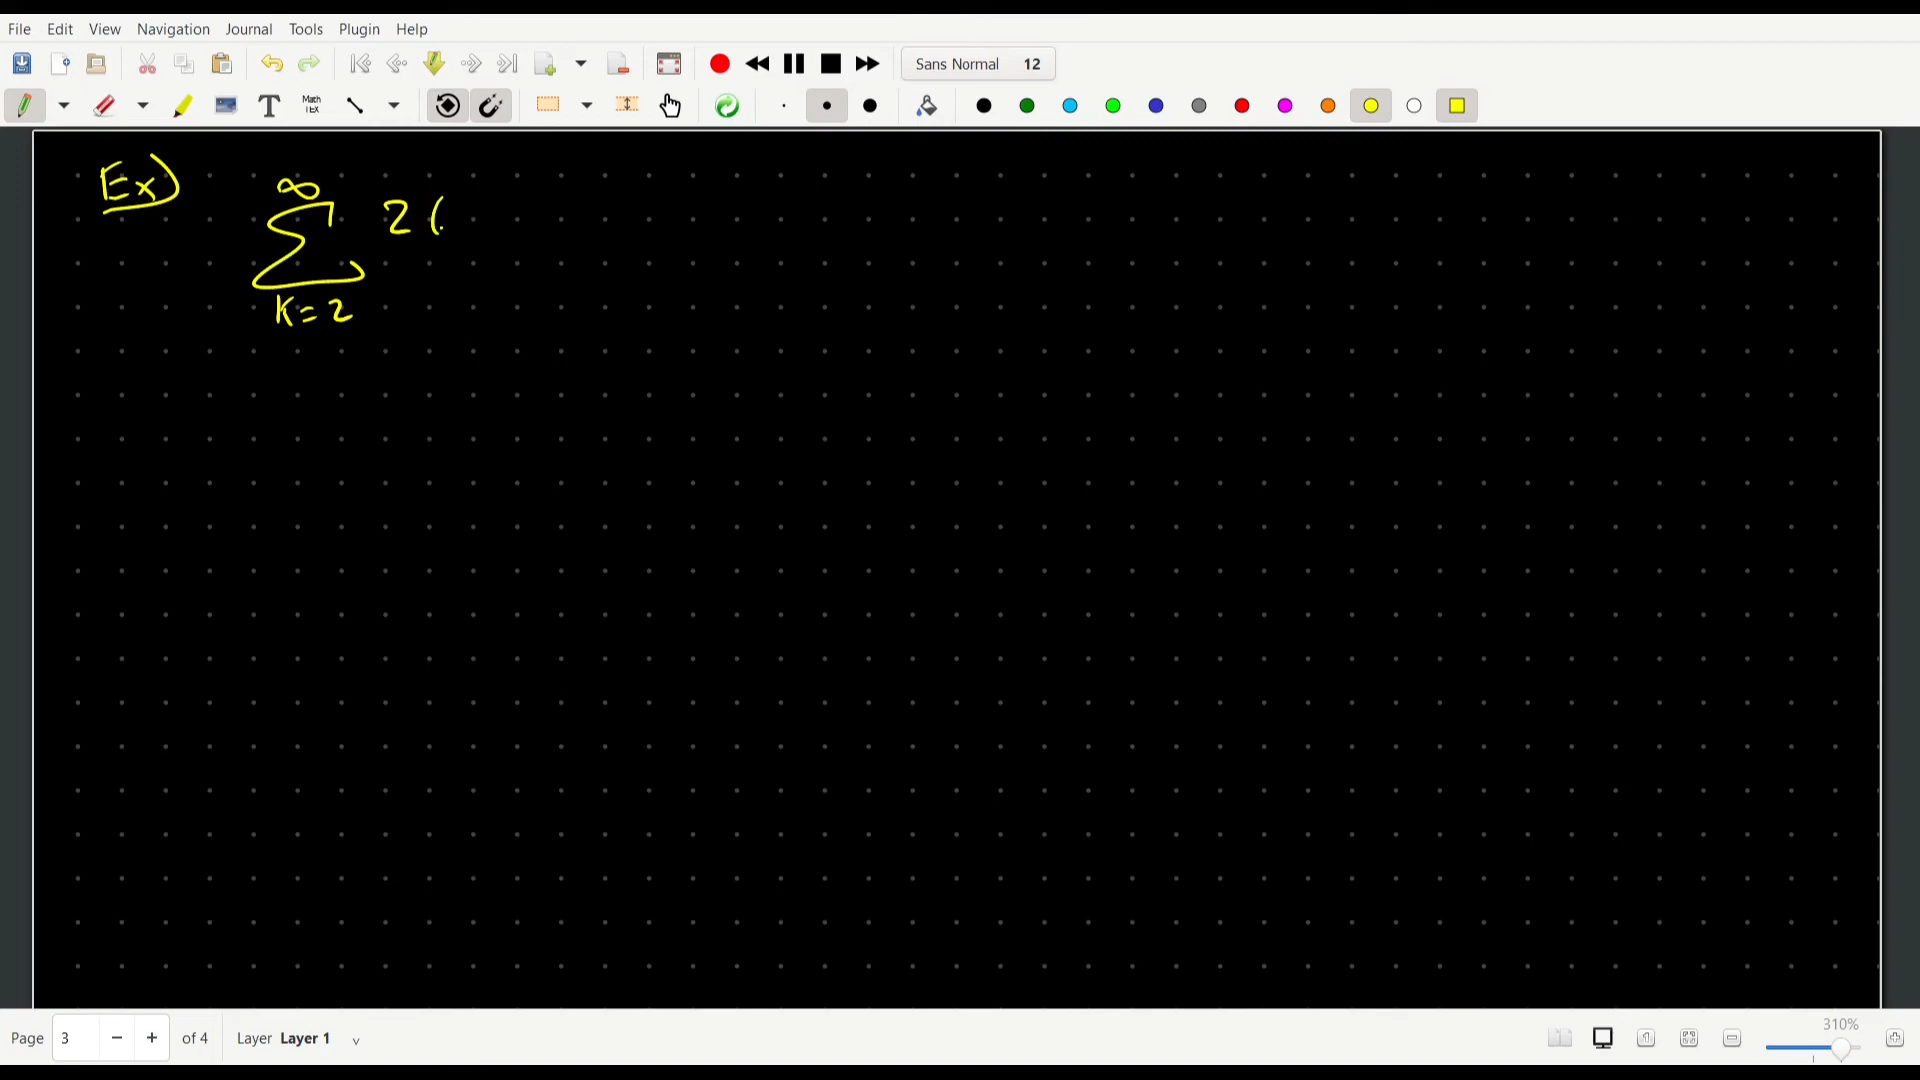 File Edit View Navigation Journal Tools Plugin Help
Sans Normal 12
T Math TEX
Ex) ∞
∑ 2 (
K = 2
310%
Page 3 − + of 4 Layer Layer 1